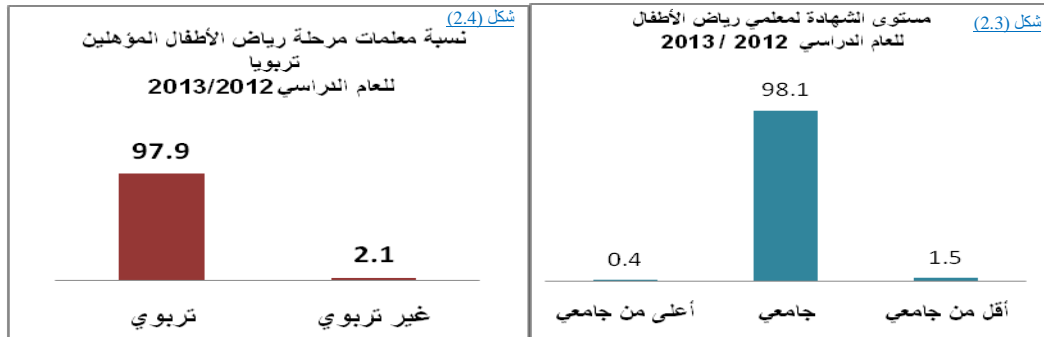 شكل (2.3)
مستوى الشهادة لمعلمي رياض الأطفال
للعام الدراسي 2012 / 2013
98.1
0.4
1.5
أعلى من جامعي
جامعي
أقل من جامعي
شكل (2.4)
نسبة معلمات مرحلة رياض الأطفال المؤهلين
تربويا
للعام الدراسي 2013/2012
97.9
2.1
تربوي
غير تربوي